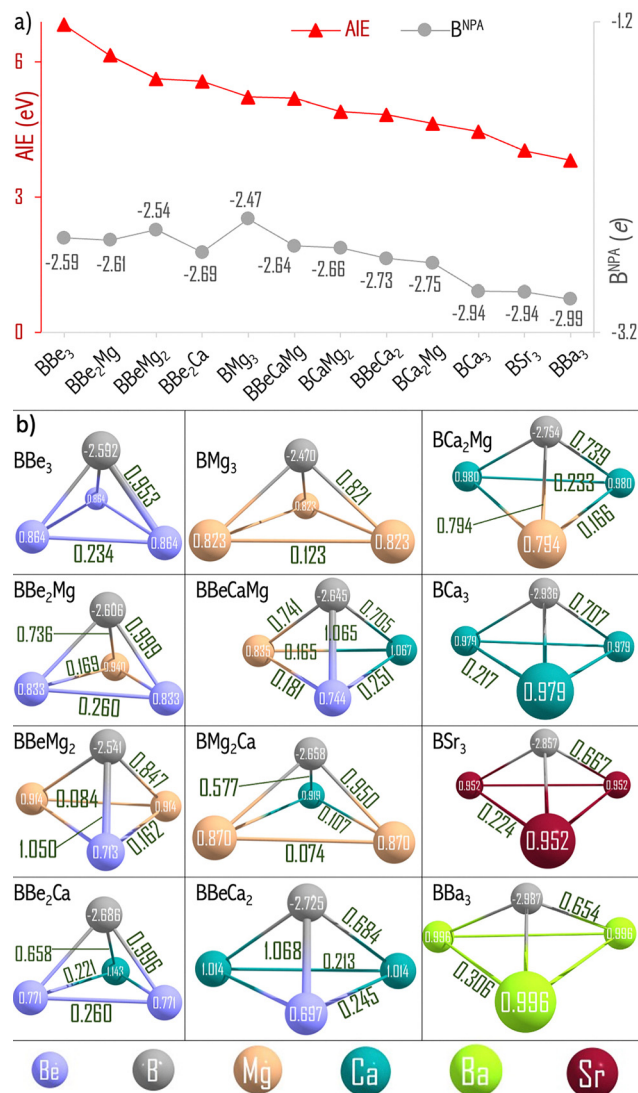 a)
AIE
B^NPA
-1.2
6
3
0
AIE (eV)
B^NPA (e)
-3.2
-2.59
-2.61
-2.54
-2.69
-2.47
-2.64
-2.66
-2.73
-2.75
-2.94
-2.94
-2.99
BBe₃
BBe₂Mg
BBeMg₂
BBe₂Ca
BMg₃
BBeCaMg
BCaMg₂
BBeCa₂
BCa₂Mg
BCa₃
BSr₃
BBa₃
b)
BBe₃
-2.592
0.953
0.864
0.864
0.864
0.234
BMg₃
-2.470
0.821
0.823
0.823
0.823
0.123
BCa₂Mg
-2.754
0.739
0.980
0.980
0.233
0.794
0.166
0.794
BBe₂Mg
-2.606
0.736
0.999
0.169
0.940
0.833
0.833
0.260
BBeCaMg
-2.645
0.741
0.705
1.065
0.835
0.165
1.067
0.181
0.251
0.744
BCa₃
-2.936
0.707
0.979
0.979
0.217
0.979
BBeMg₂
-2.541
0.847
0.914
0.084
0.914
1.050
0.162
0.713
BMg₂Ca
-2.658
0.577
0.950
0.919
0.107
0.870
0.870
0.074
BSr₃
-2.857
0.667
0.952
0.952
0.224
0.952
BBe₂Ca
-2.686
0.658
0.996
0.221
1.143
0.771
0.771
0.260
BBeCa₂
-2.725
0.684
1.068
0.213
1.014
1.014
0.245
0.697
BBa₃
-2.987
0.654
0.996
0.996
0.306
0.996
Be
B
Mg
Ca
Ba
Sr